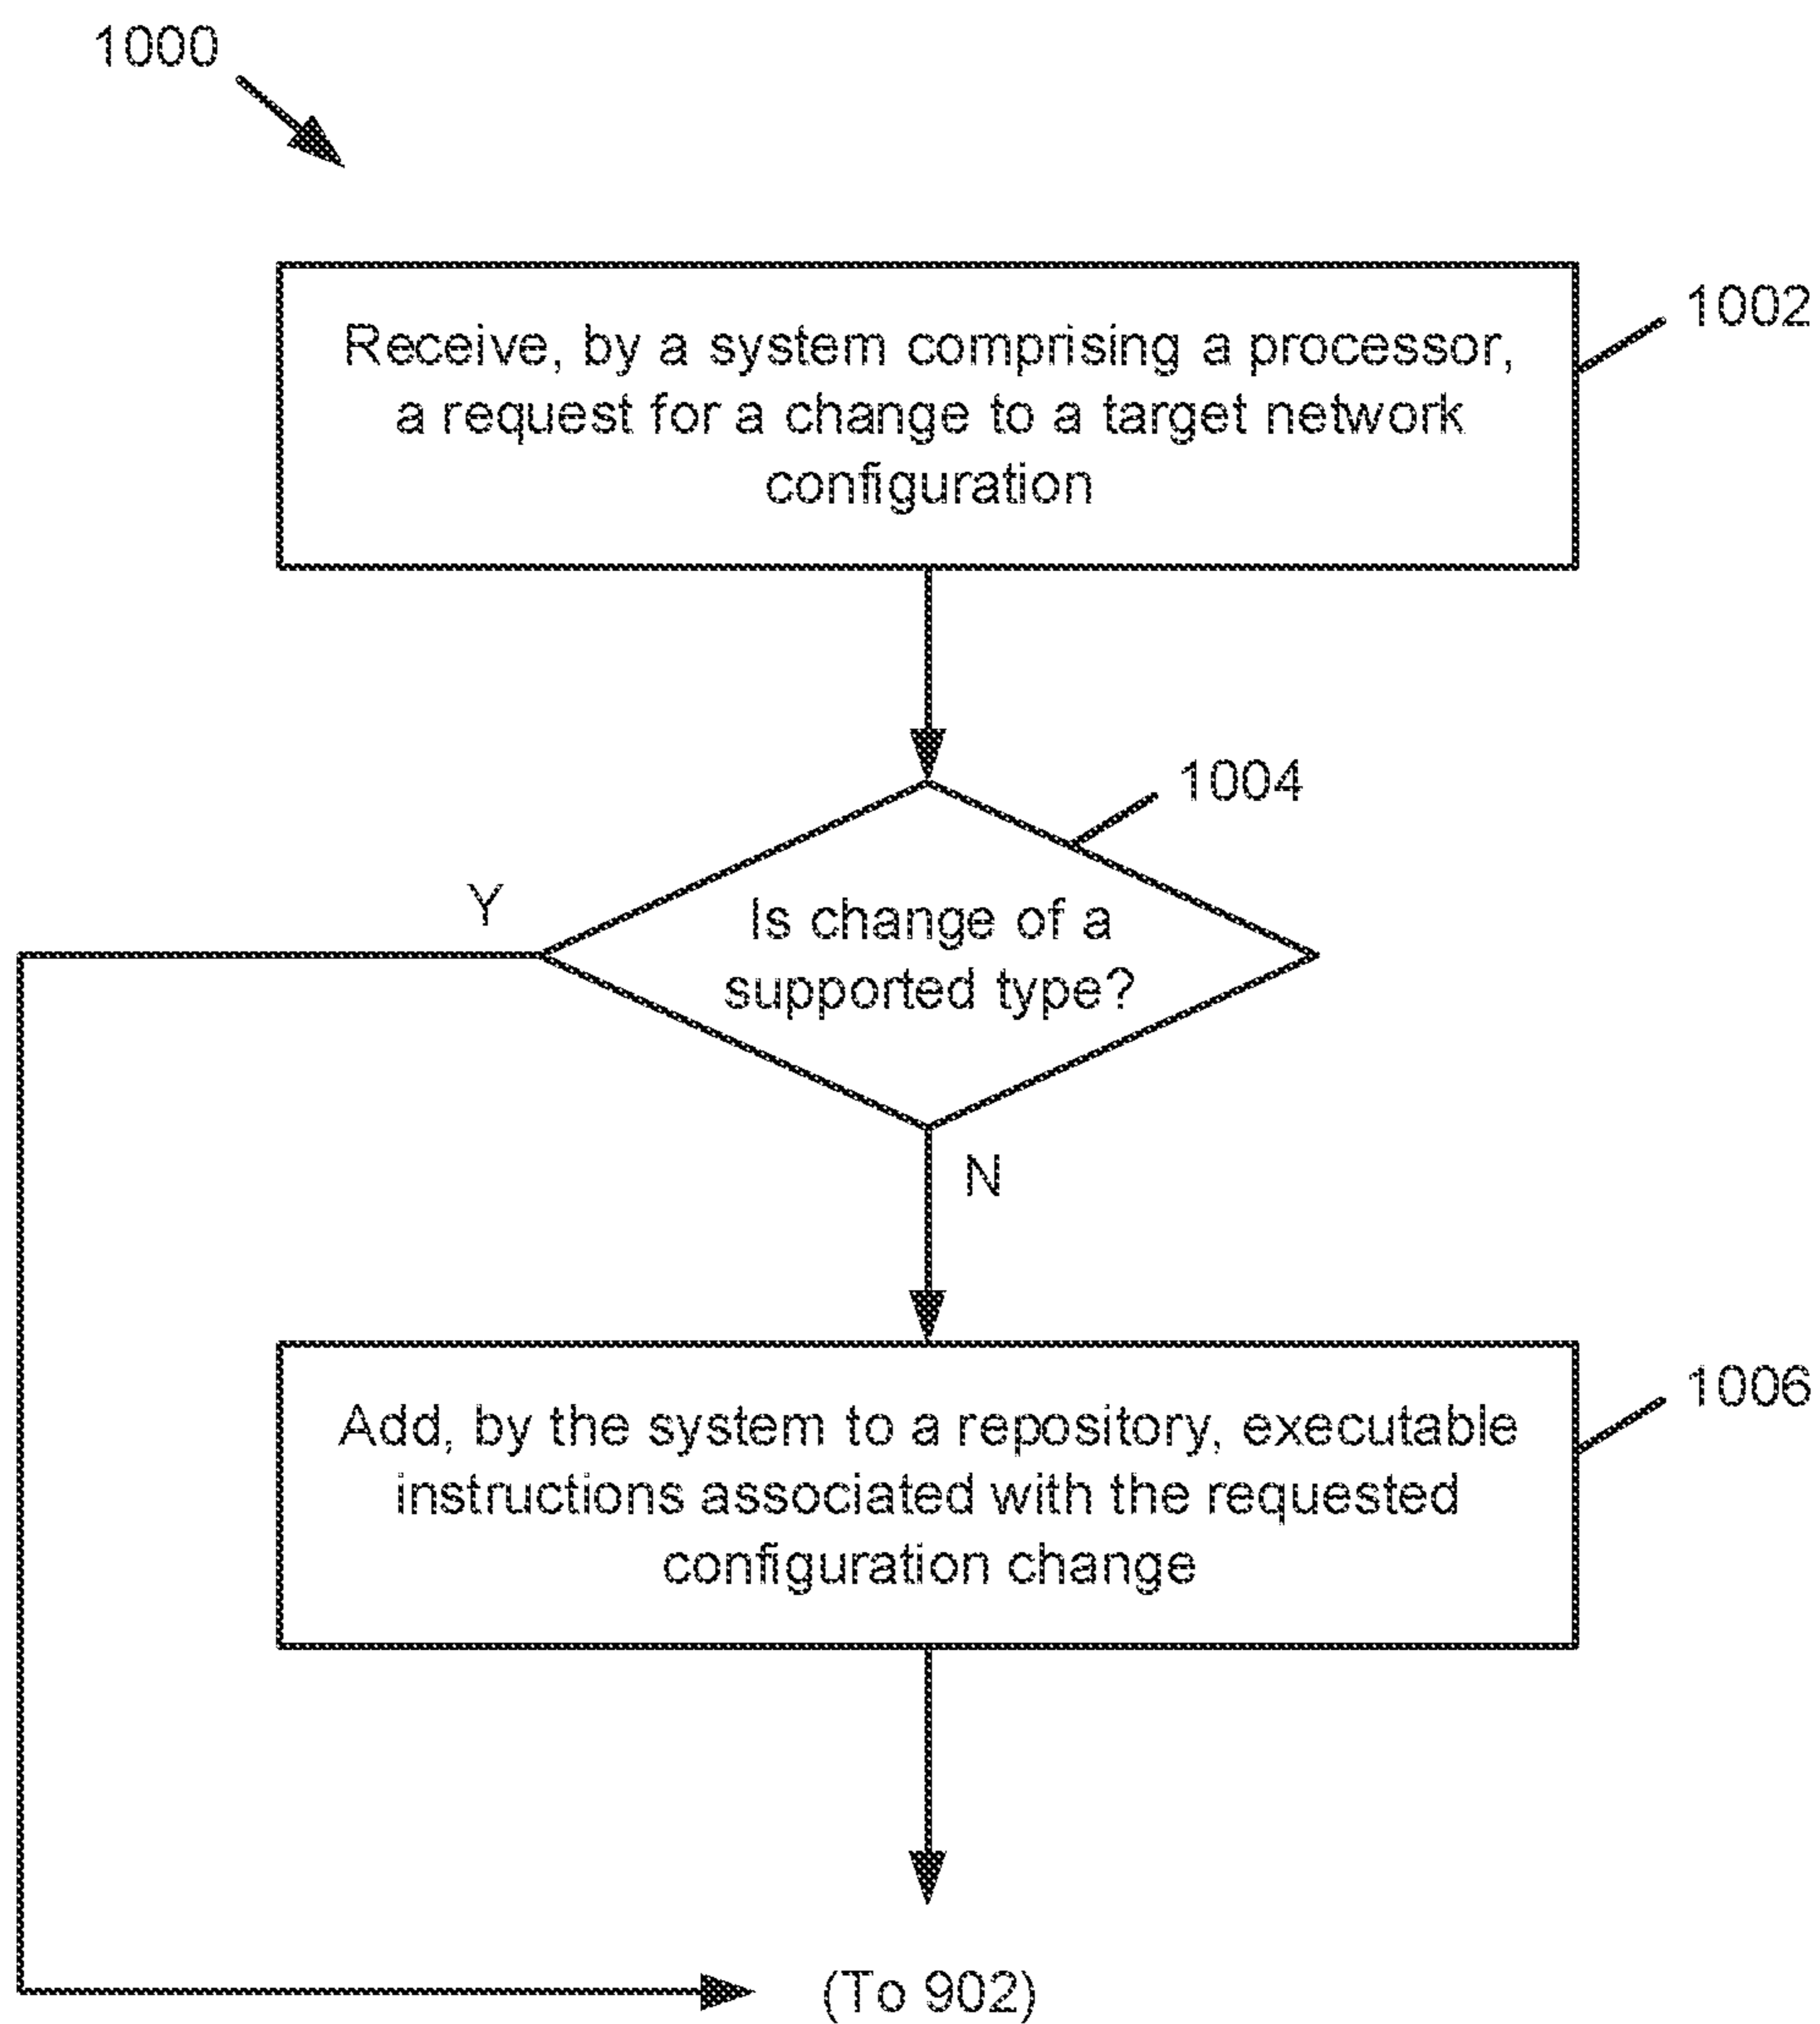 1000
Receive, by a system comprising a processor,
a request for a change to a target network
configuration
1002
1004
Is change of a
supported type?
Y
N
Add, by the system to a repository, executable
instructions associated with the requested
configuration change
1006
(To 902)